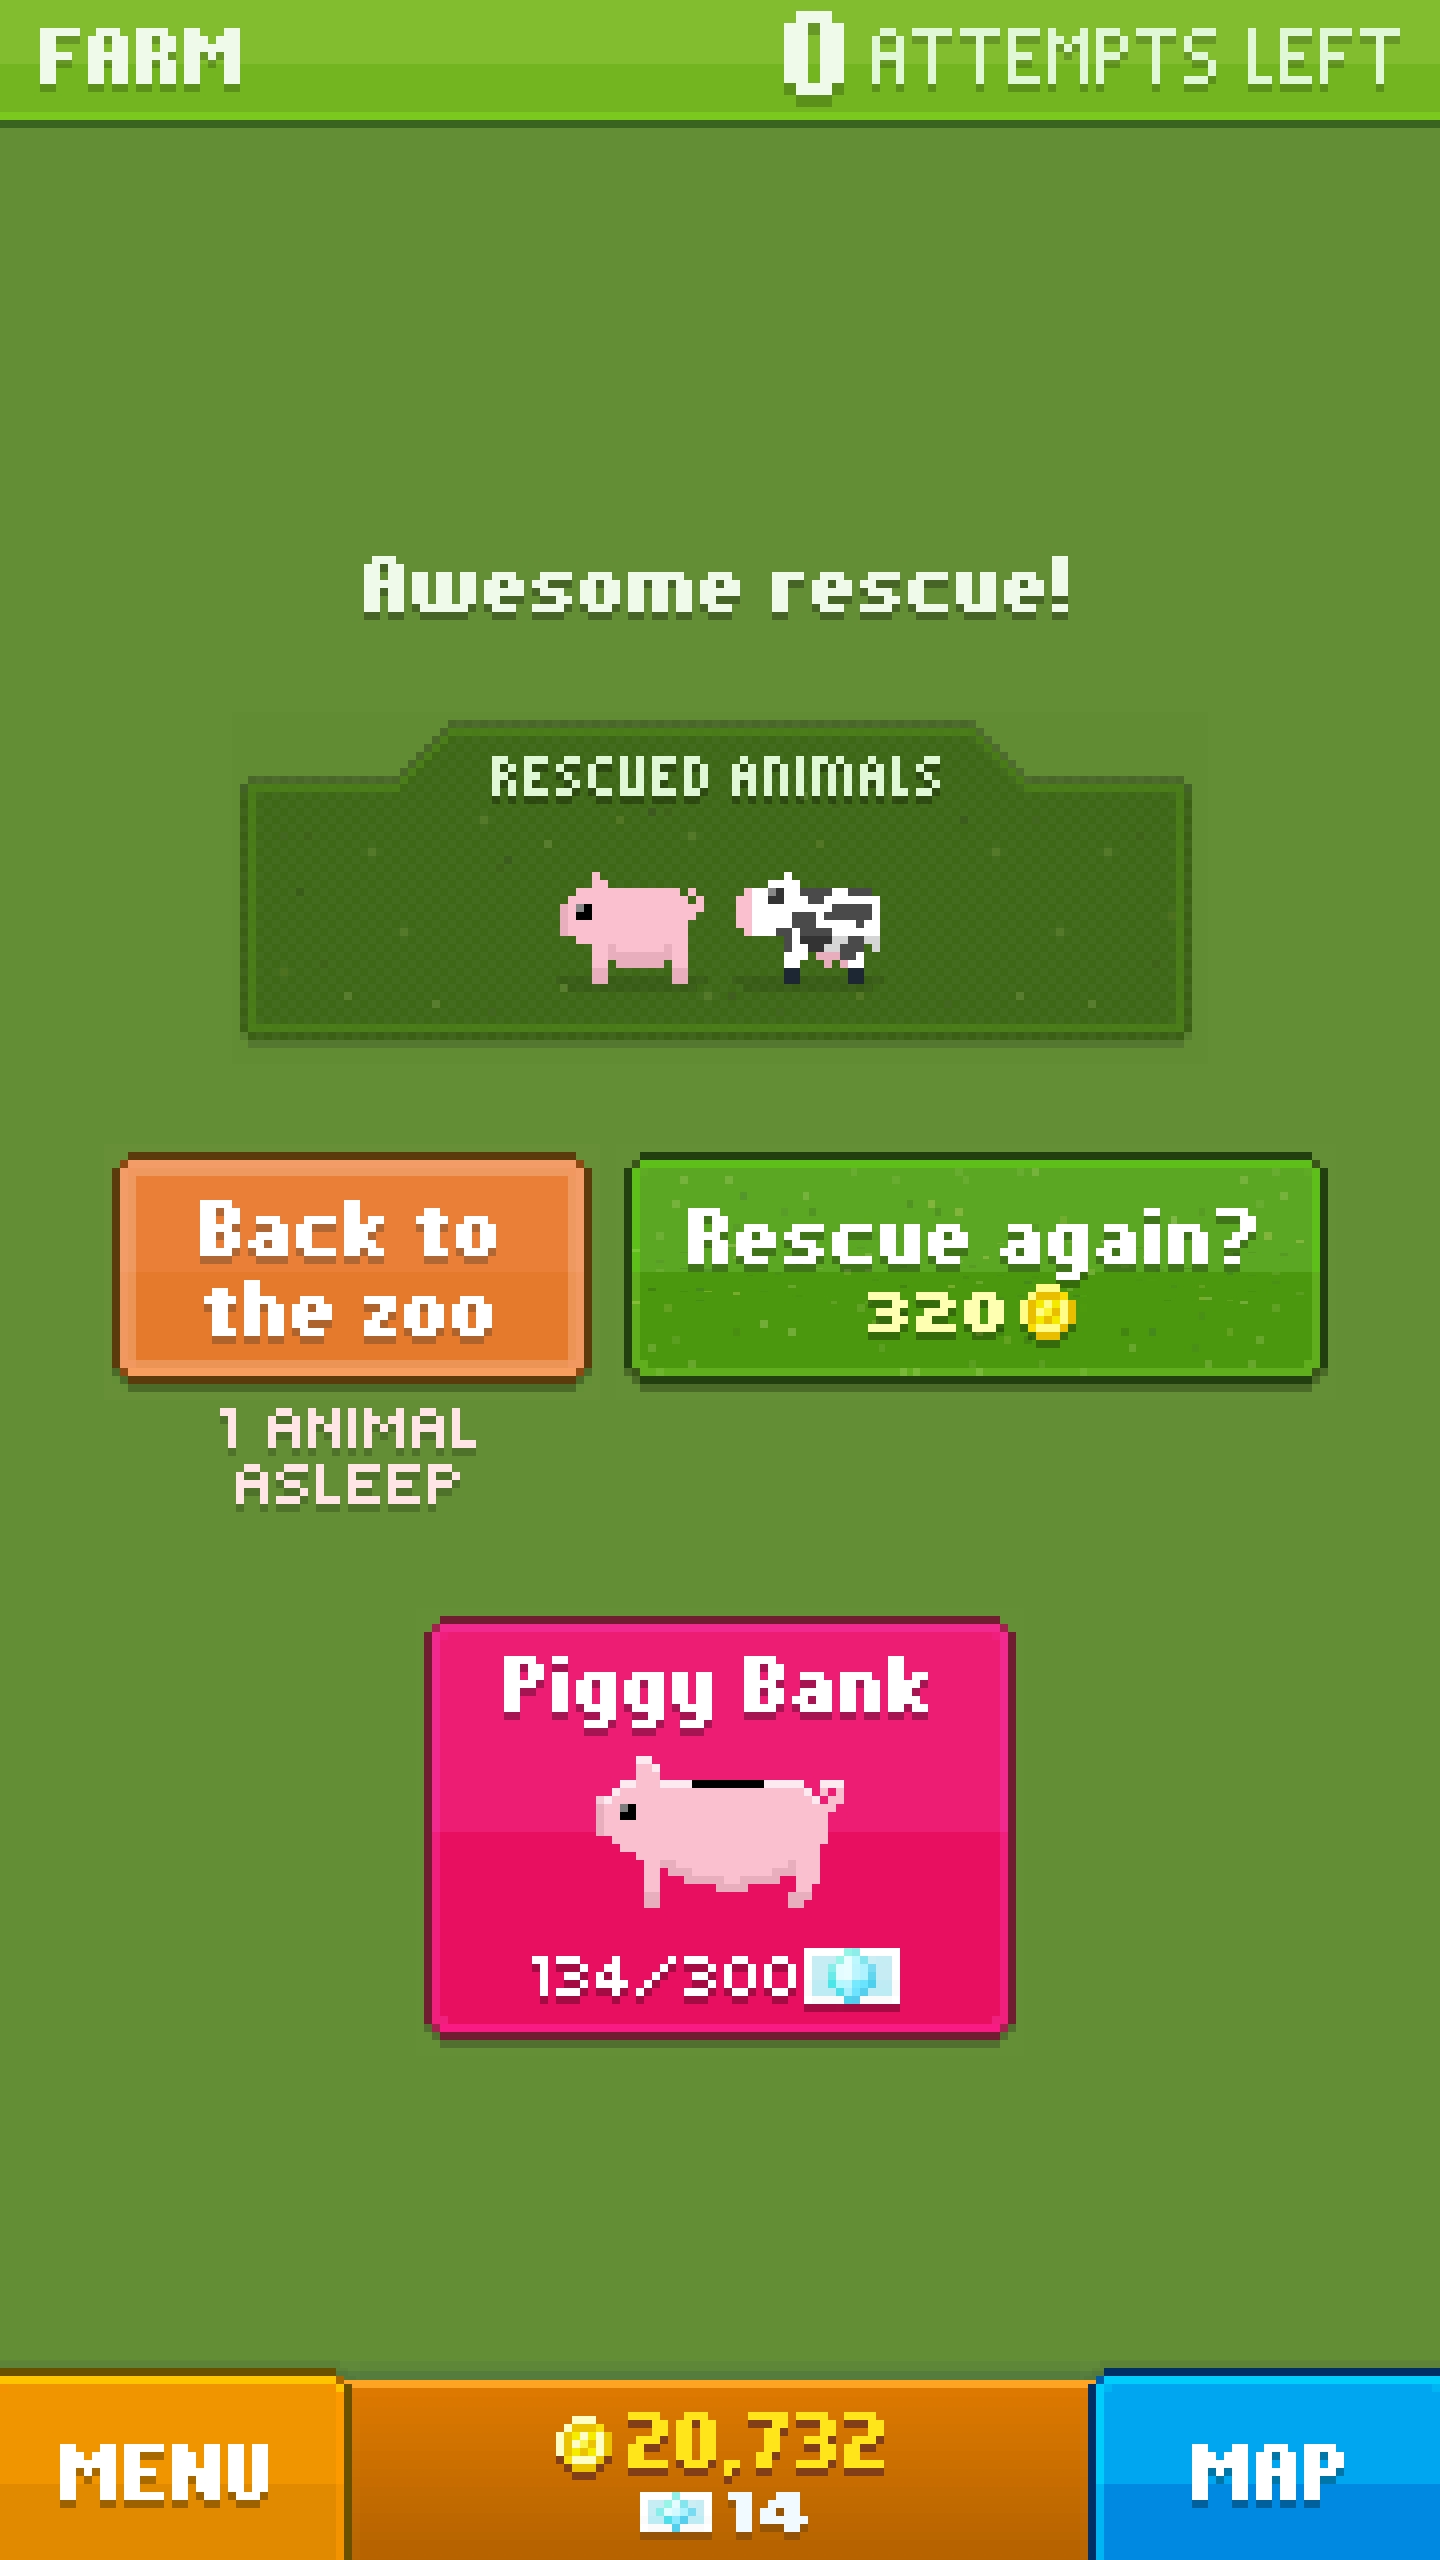 FARM
0 ATTEMPTS LEFT
Awesome rescue!
RESCUED ANIMALS
Back to
the zoo
Rescue again?
320
1 ANIMAL
ASLEEP
Piggy Bank
134/300
MENU
20,732
14
MAP